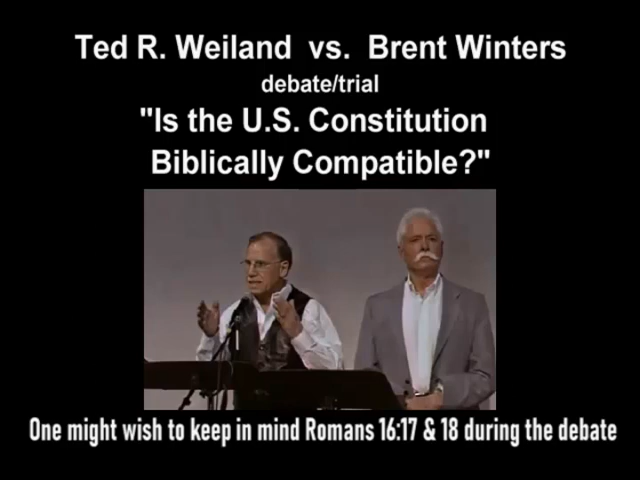 Ted R. Weiland vs. Brent Winters
debate/trial
"Is the U.S. Constitution
Biblically Compatible?"
One might wish to keep in mind Romans 16:17 & 18 during the debate